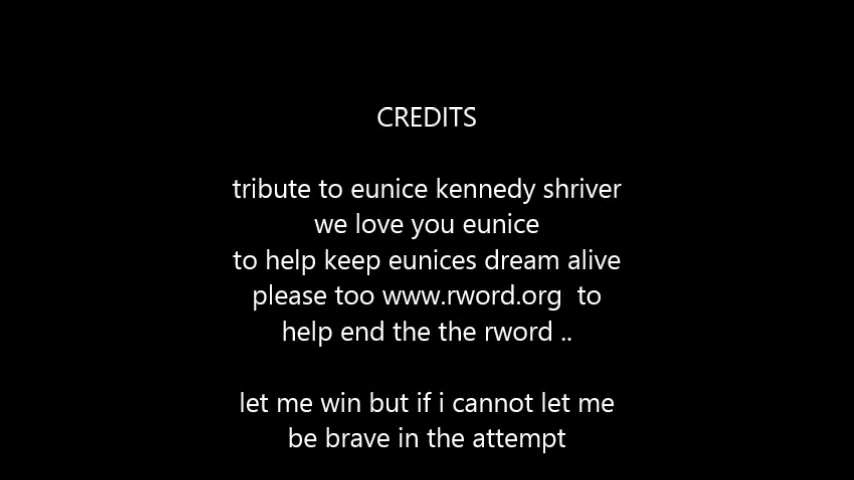 CREDITS
tribute to eunice kennedy shriver
we love you eunice
to help keep eunices dream alive
please too www.rword.org  to
help end the the rword ..
let me win but if i cannot let me
be brave in the attempt